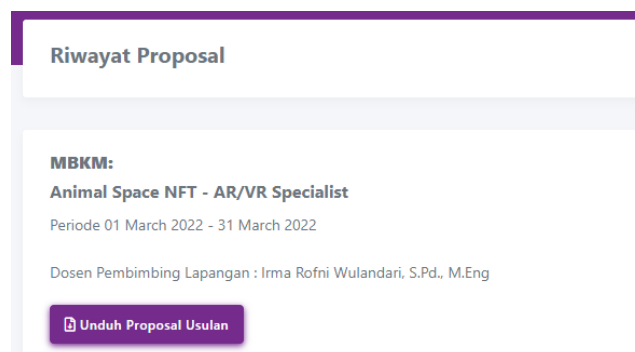 Riwayat Proposal
MBKM:
Animal Space NFT - AR/VR Specialist
Periode 01 March 2022 - 31 March 2022
Dosen Pembimbing Lapangan : Irma Rofni Wulandari, S.Pd., M.Eng
Unduh Proposal Usulan